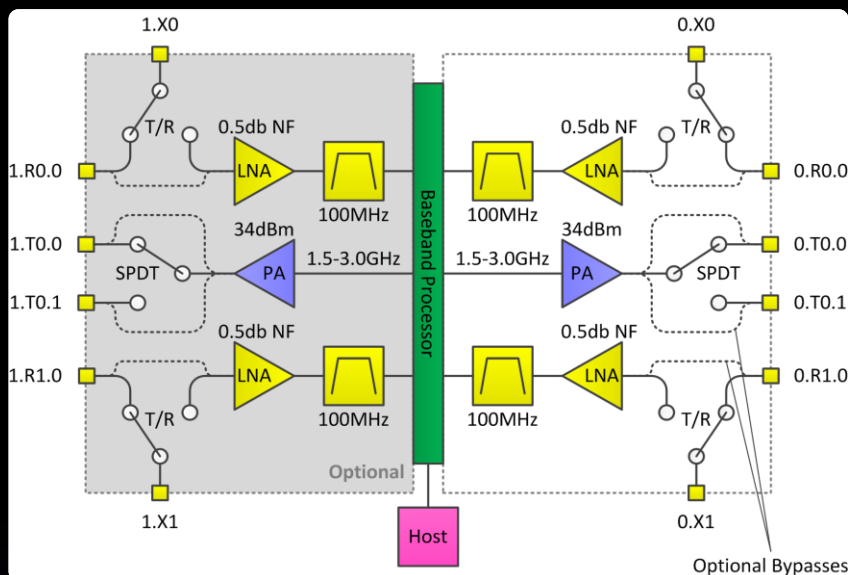 1.X0
0.X0
0.5db NF
0.5db NF
T/R
T/R
1.R0.0
LNA
LNA
0.R0.0
100MHz
100MHz
34dBm
34dBm
1.T0.0
0.T0.0
1.5-3.0GHz
1.5-3.0GHz
SPDT
PA
Baseband Processor
PA
SPDT
1.T0.1
0.T0.1
0.5db NF
0.5db NF
1.R1.0
LNA
LNA
0.R1.0
T/R
100MHz
100MHz
T/R
Optional
1.X1
0.X1
Host
Optional Bypasses